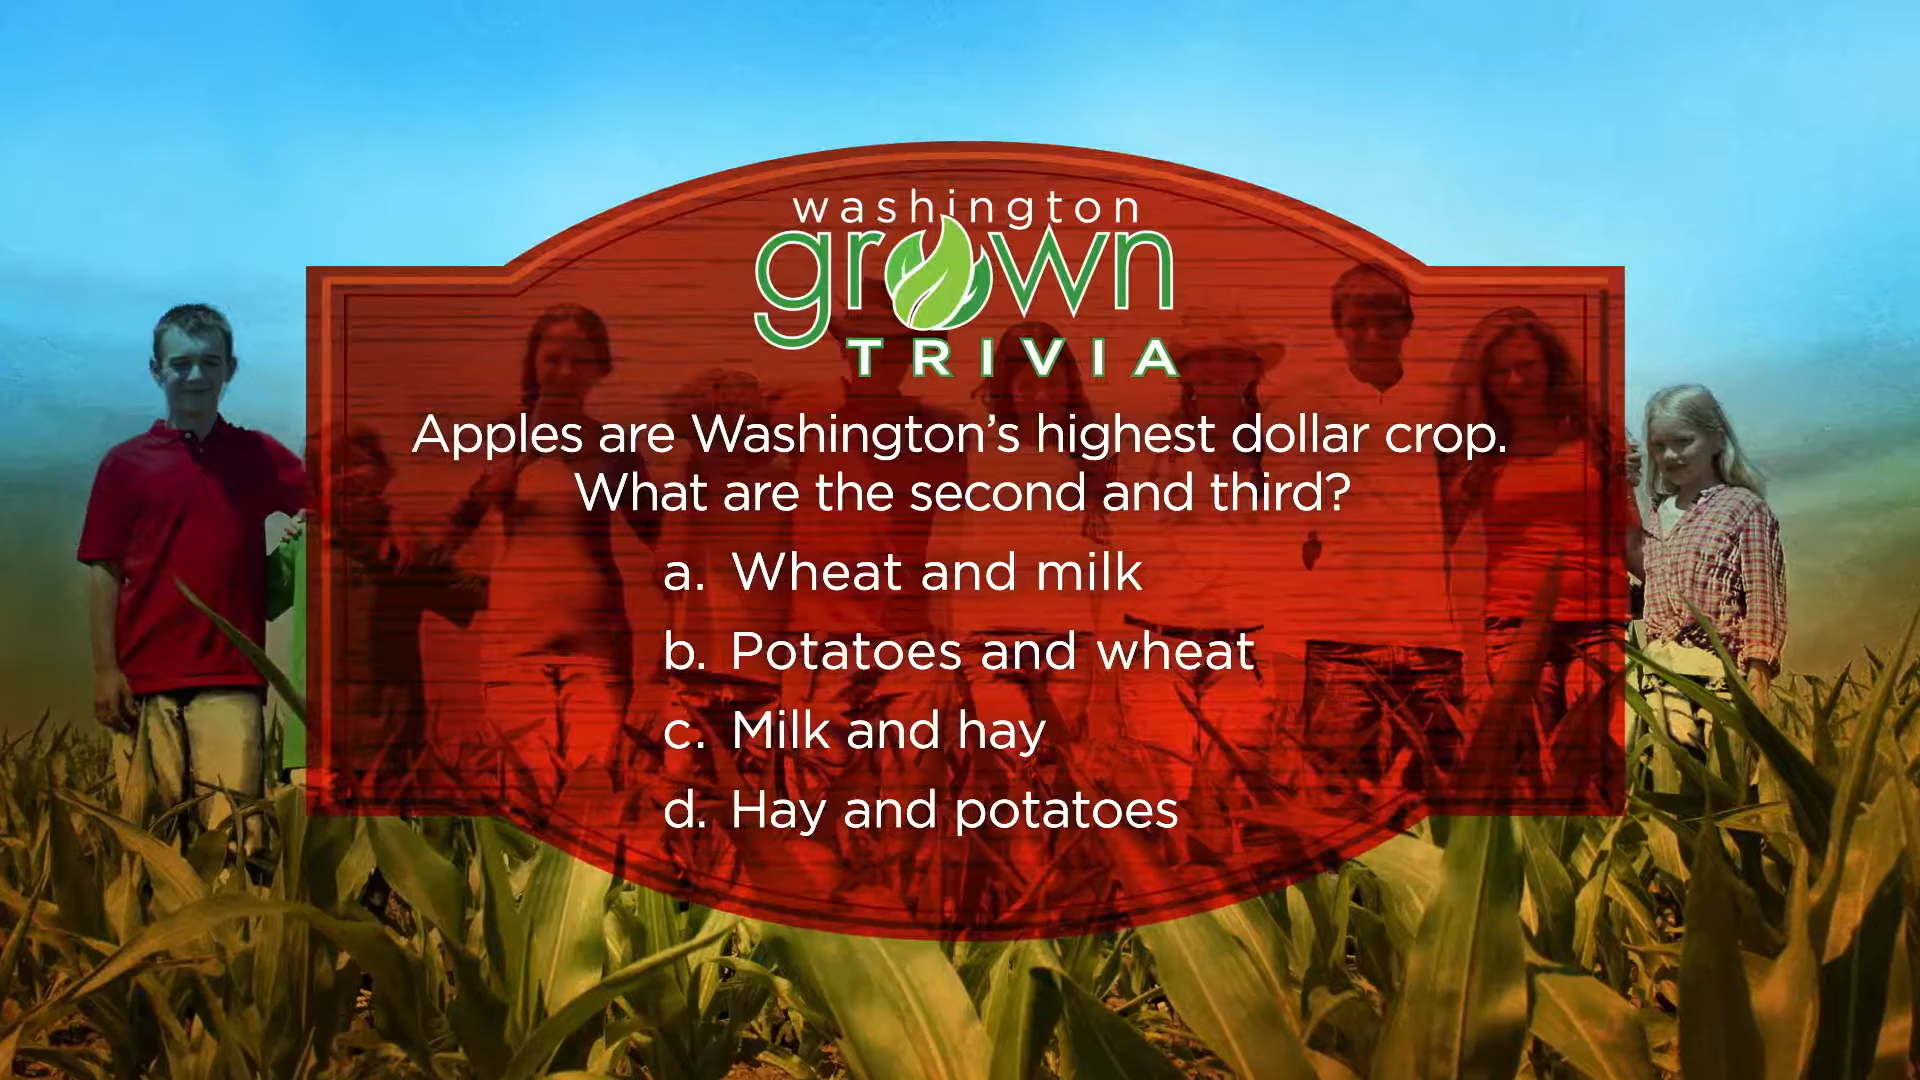 washington
grown
TRIVIA
Apples are Washington's highest dollar crop.
What are the second and third?
a. Wheat and milk
b. Potatoes and wheat
c. Milk and hay
d. Hay and potatoes